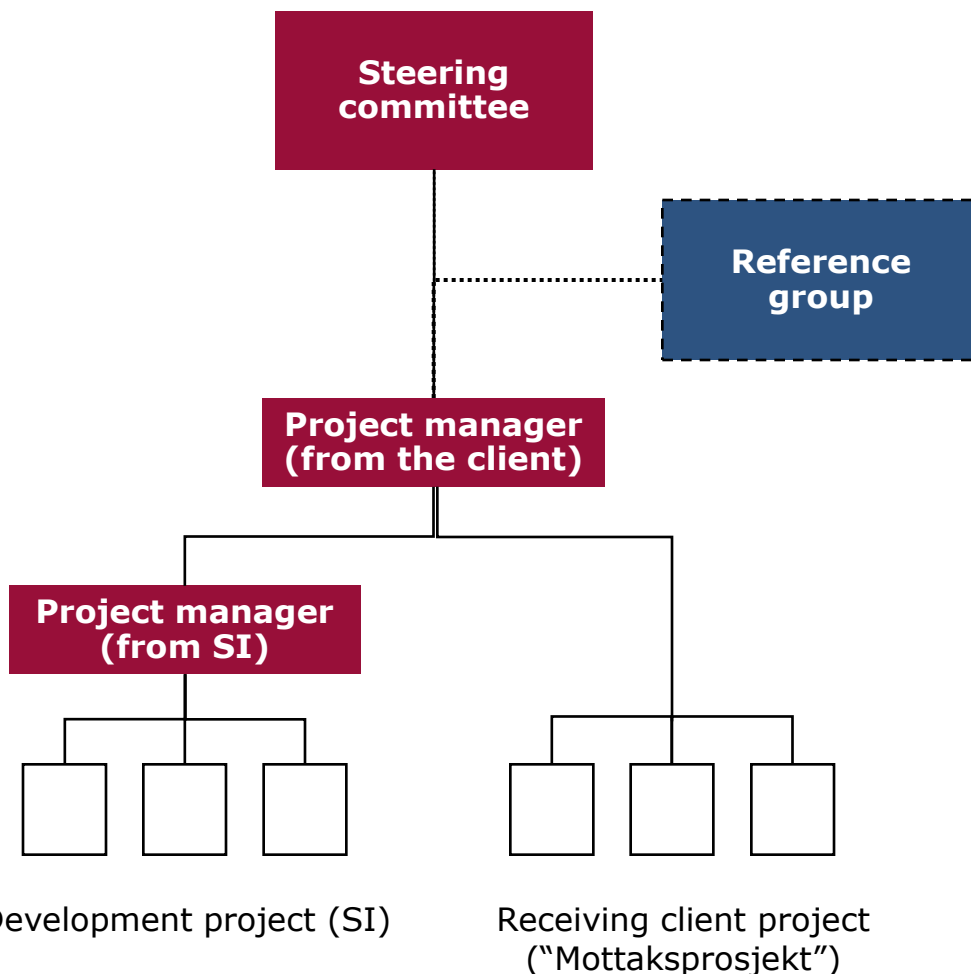 Steering
committee
Reference
group
Project manager
(from the client)
Project manager
(from SI)
Development project (SI)
Receiving client project
(“Mottaksprosjekt”)